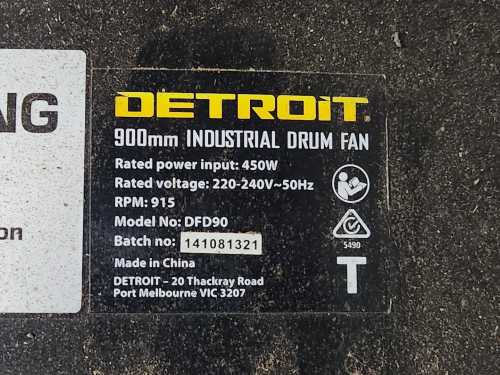 NG
on
DETROIT
900mm INDUSTRIAL DRUM FAN
Rated power input: 450W
Rated voltage: 220-240V~50Hz
RPM: 915
Model No: DFD90
Batch no: 141081321
5490
Made in China
T
DETROIT – 20 Thackray Road
Port Melbourne VIC 3207